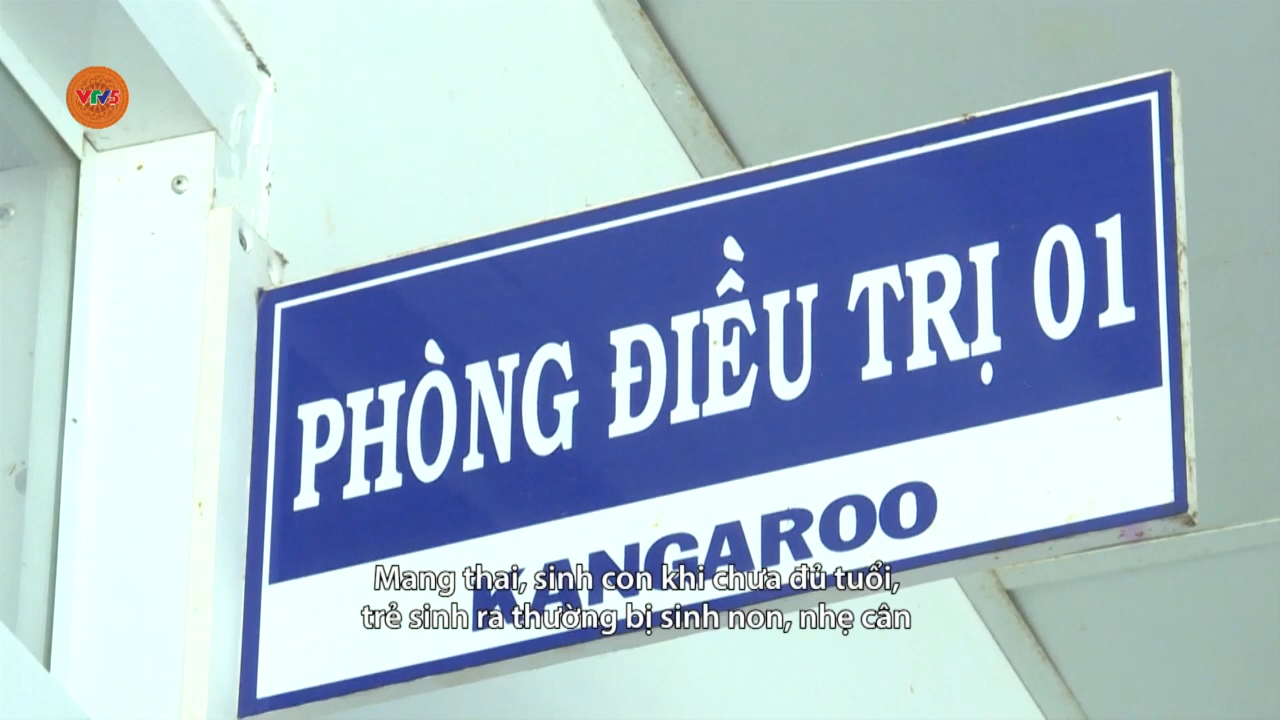 VTV5
PHÒNG ĐIỀU TRỊ 01
KANGAROO
Mang thai, sinh con khi chưa đủ tuổi,
trẻ sinh ra thường bị sinh non, nhẹ cân